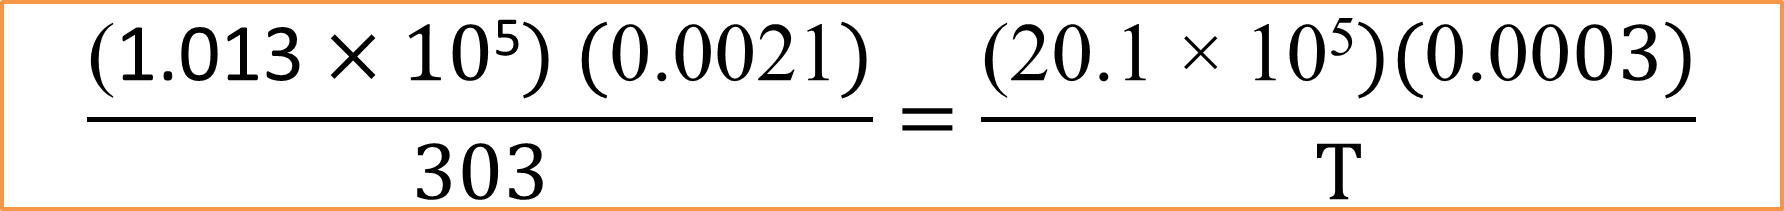 (1.013 × 10⁵) (0.0021) / 303 = (20.1 × 10⁵)(0.0003) / T